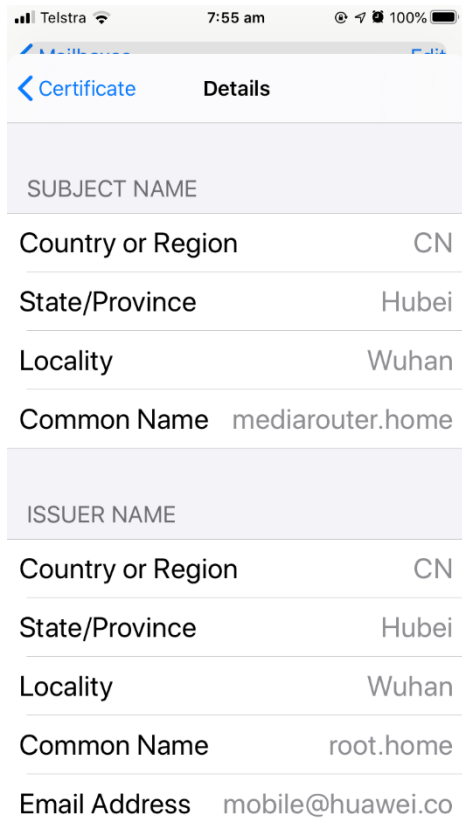 Telstra 7:55 am 100%
Mailboxes Edit
Certificate Details
SUBJECT NAME
Country or Region CN
State/Province Hubei
Locality Wuhan
Common Name mediarouter.home
ISSUER NAME
Country or Region CN
State/Province Hubei
Locality Wuhan
Common Name root.home
Email Address mobile@huawei.co